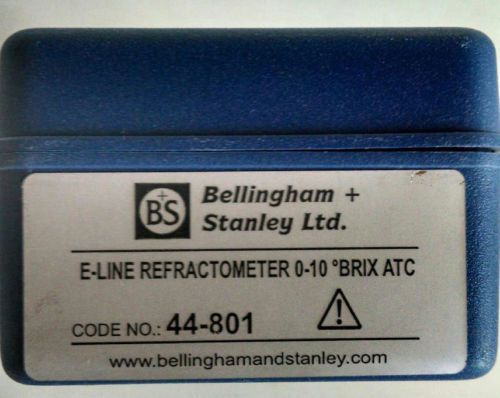 +
BS
Bellingham +
Stanley Ltd.
E-LINE REFRACTOMETER 0-10 °BRIX ATC
CODE NO.: 44-801
!
www.bellinghamandstanley.com